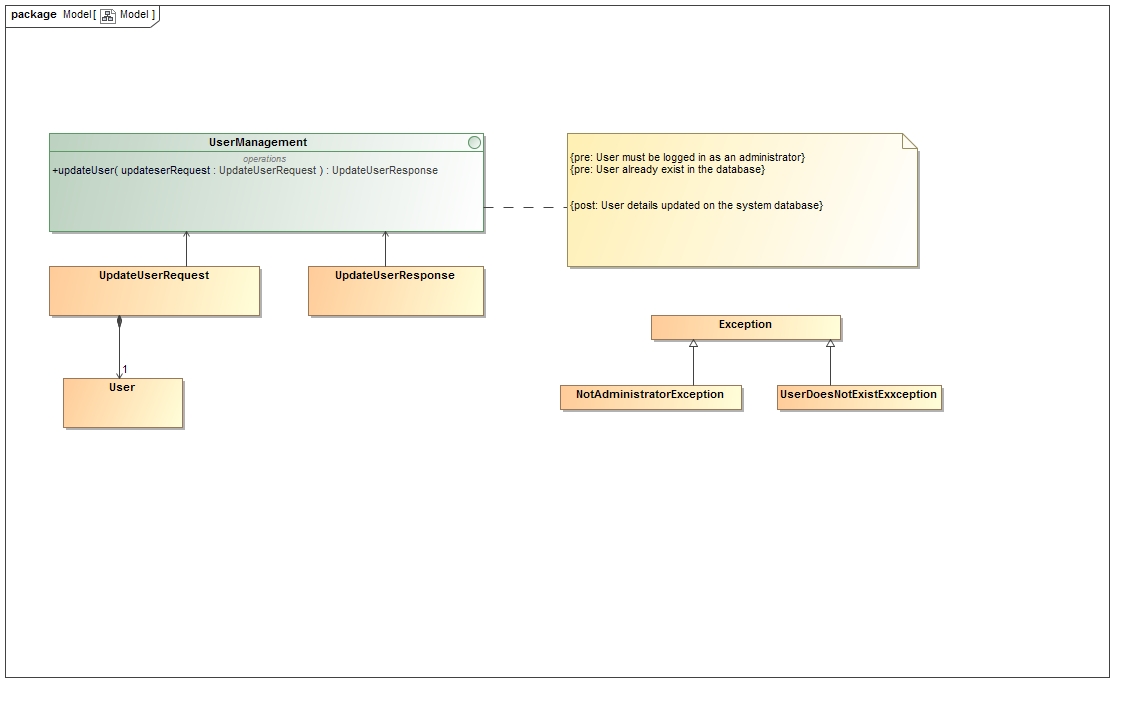 package Model[ Model ]
UserManagement
operations
+updateUser( updateserRequest : UpdateUserRequest ) : UpdateUserResponse
{pre: User must be logged in as an administrator}
{pre: User already exist in the database}
{post: User details updated on the system database}
UpdateUserRequest
UpdateUserResponse
Exception
1
User
NotAdministratorException
UserDoesNotExistExxception